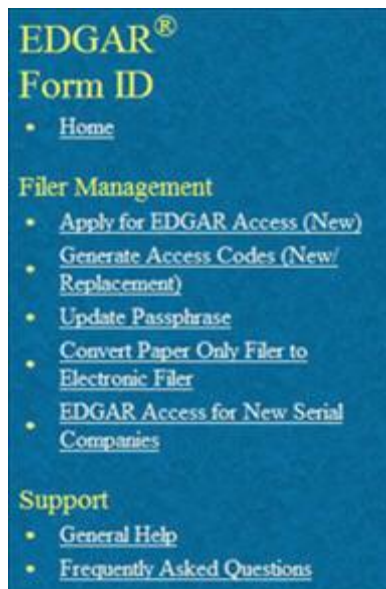 EDGAR®
Form ID
• Home
Filer Management
• Apply for EDGAR Access (New)
• Generate Access Codes (New/
Replacement)
• Update Passphrase
• Convert Paper Only Filer to
Electronic Filer
• EDGAR Access for New Serial
Companies
Support
• General Help
• Frequently Asked Questions